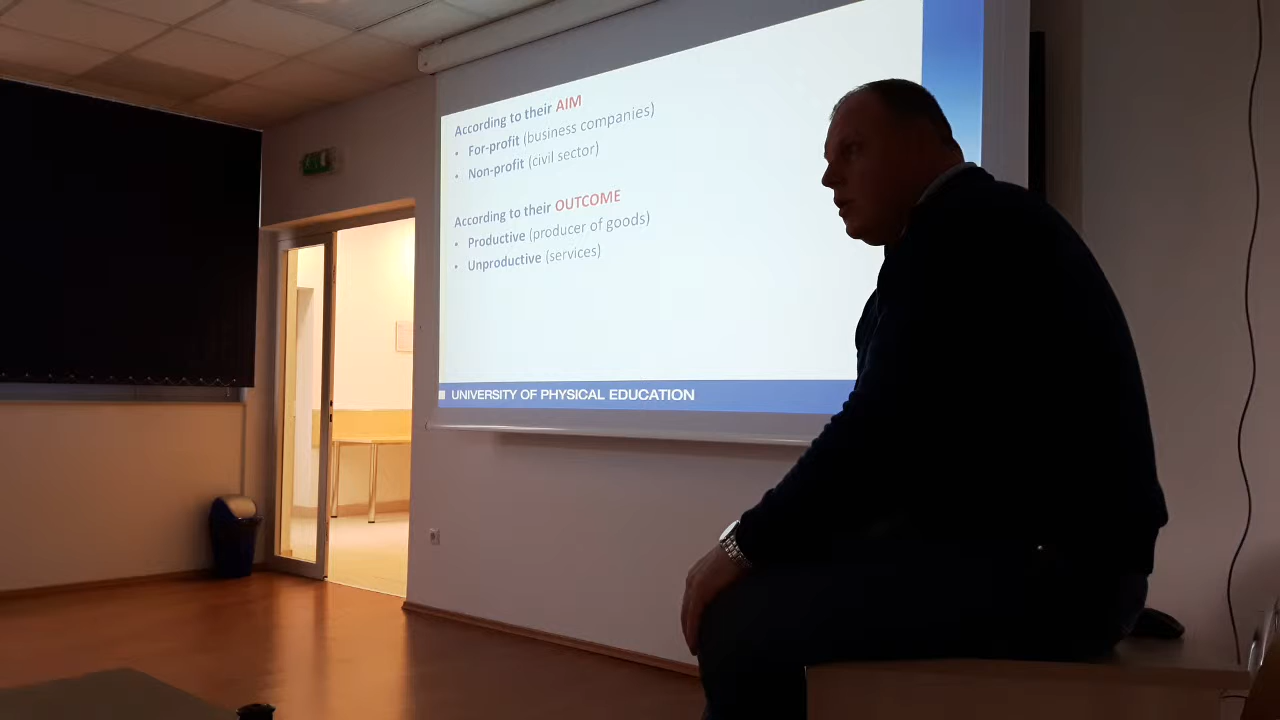 According to their AIM
• For-profit (business companies)
• Non-profit (civil sector)
According to their OUTCOME
• Productive (producer of goods)
• Unproductive (services)
UNIVERSITY OF PHYSICAL EDUCATION